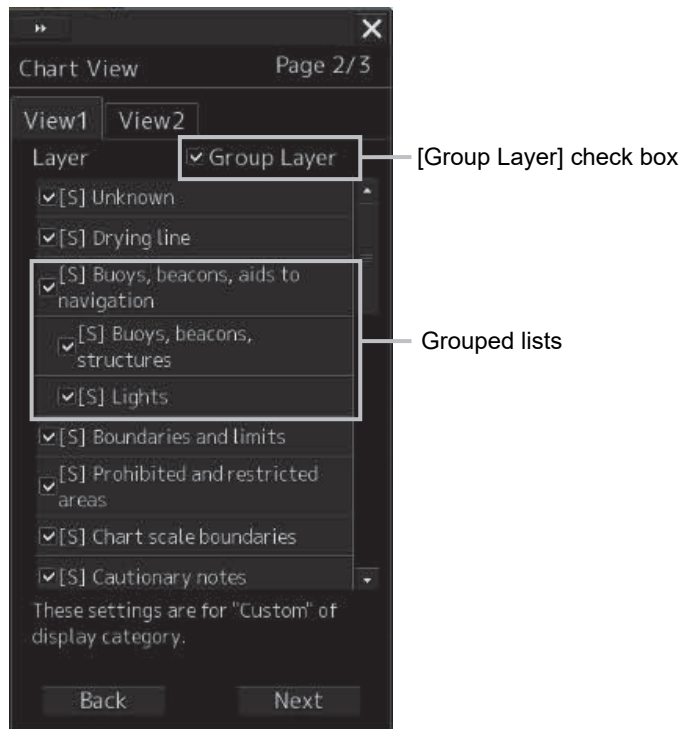 Chart View Page 2/3
View1 View2
Layer Group Layer
[Group Layer] check box
[S] Unknown
[S] Drying line
[S] Buoys, beacons, aids to
navigation
[S] Buoys, beacons,
structures
Grouped lists
[S] Lights
[S] Boundaries and limits
[S] Prohibited and restricted
areas
[S] Chart scale boundaries
[S] Cautionary notes
These settings are for "Custom" of
display category.
Back Next